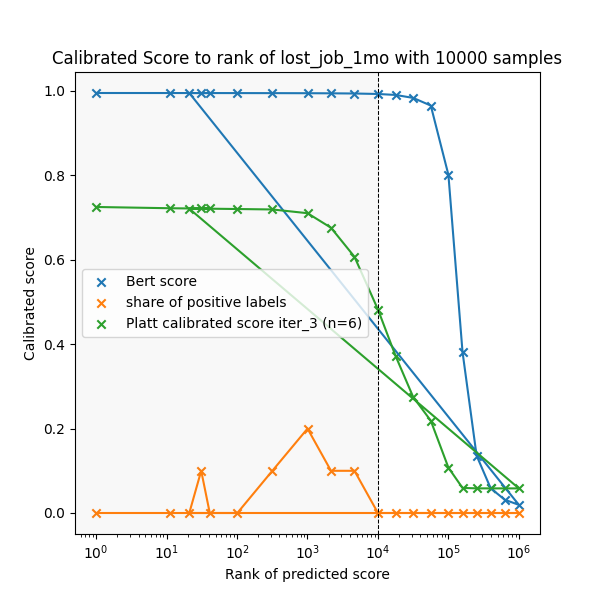 Calibrated Score to rank of lost_job_1mo with 10000 samples
Calibrated score
1.0
0.8
0.6
0.4
0.2
0.0
Bert score
share of positive labels
Platt calibrated score iter_3 (n=6)
10⁰ 10¹ 10² 10³ 10⁴ 10⁵ 10⁶
Rank of predicted score